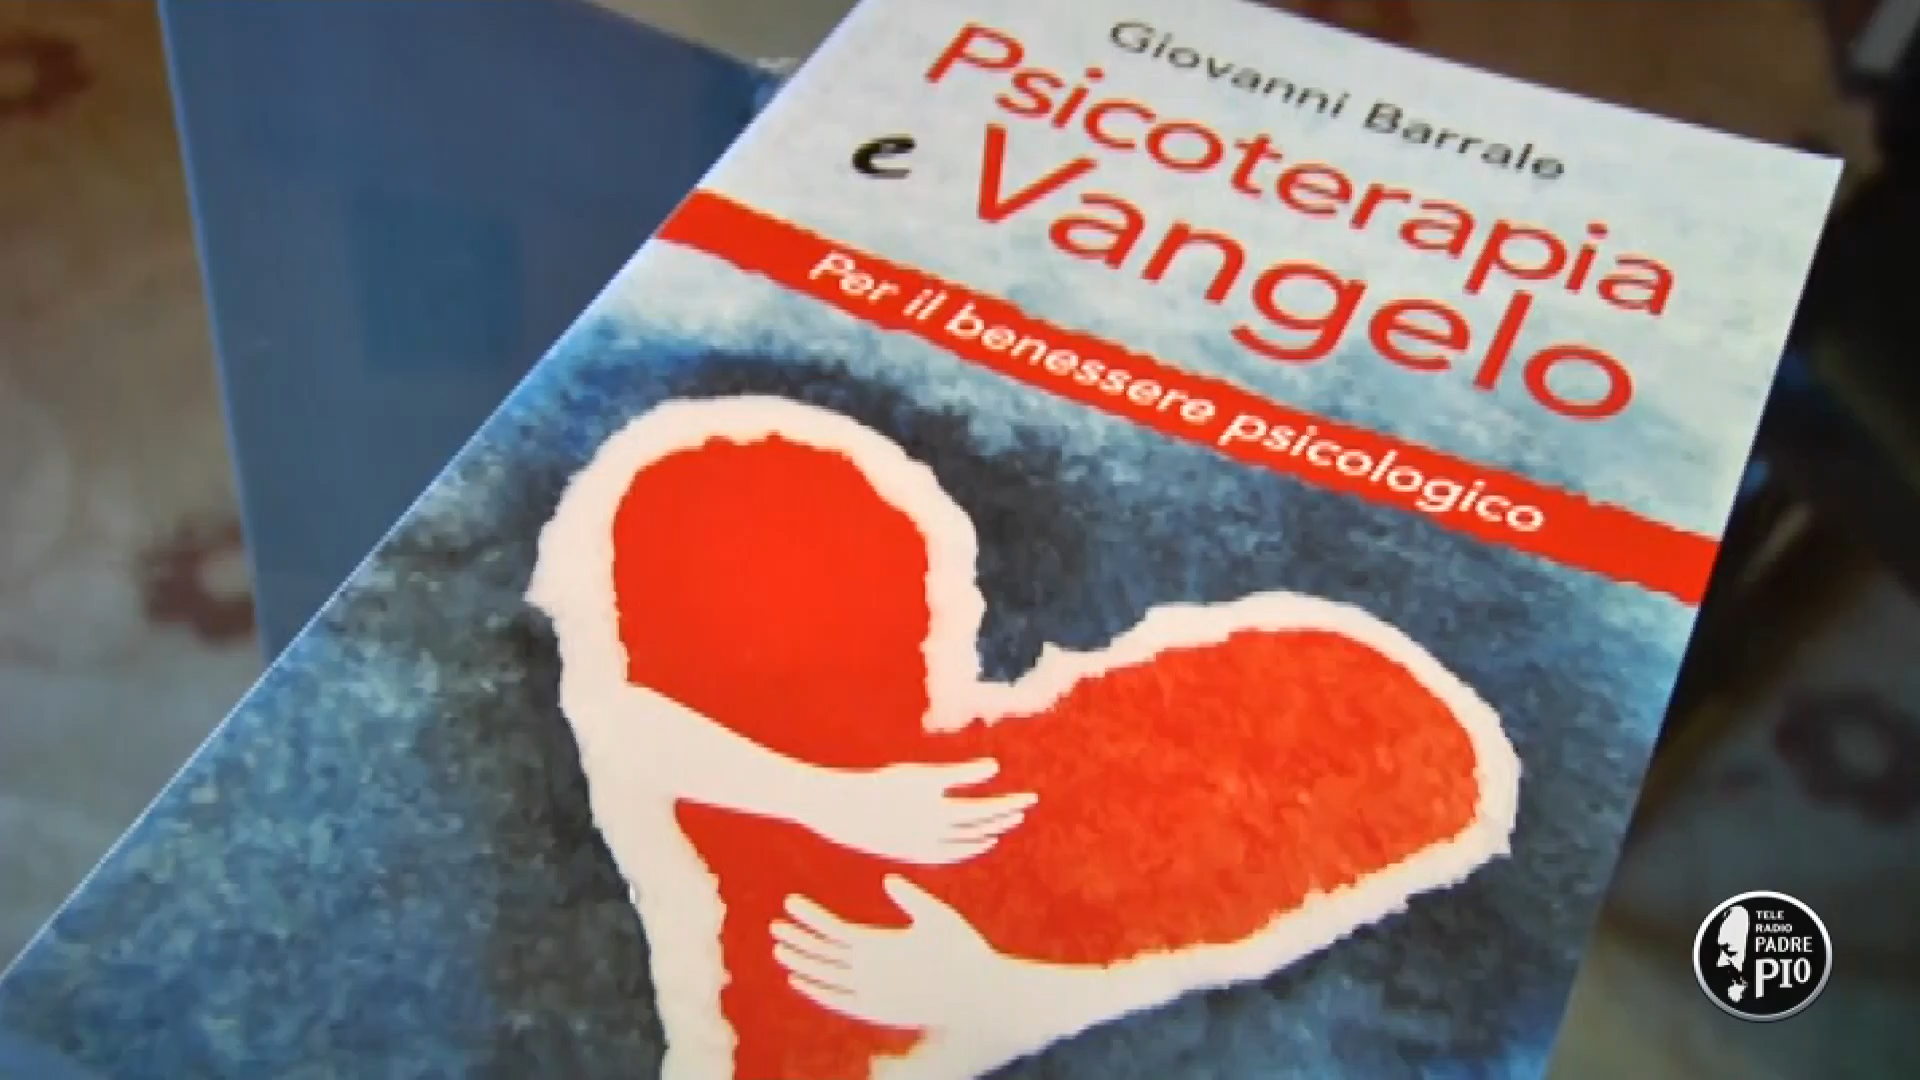 Giovanni Barrale
Psicoterapia
e Vangelo
Per il benessere psicologico
TELE
RADIO
PADRE
PIO